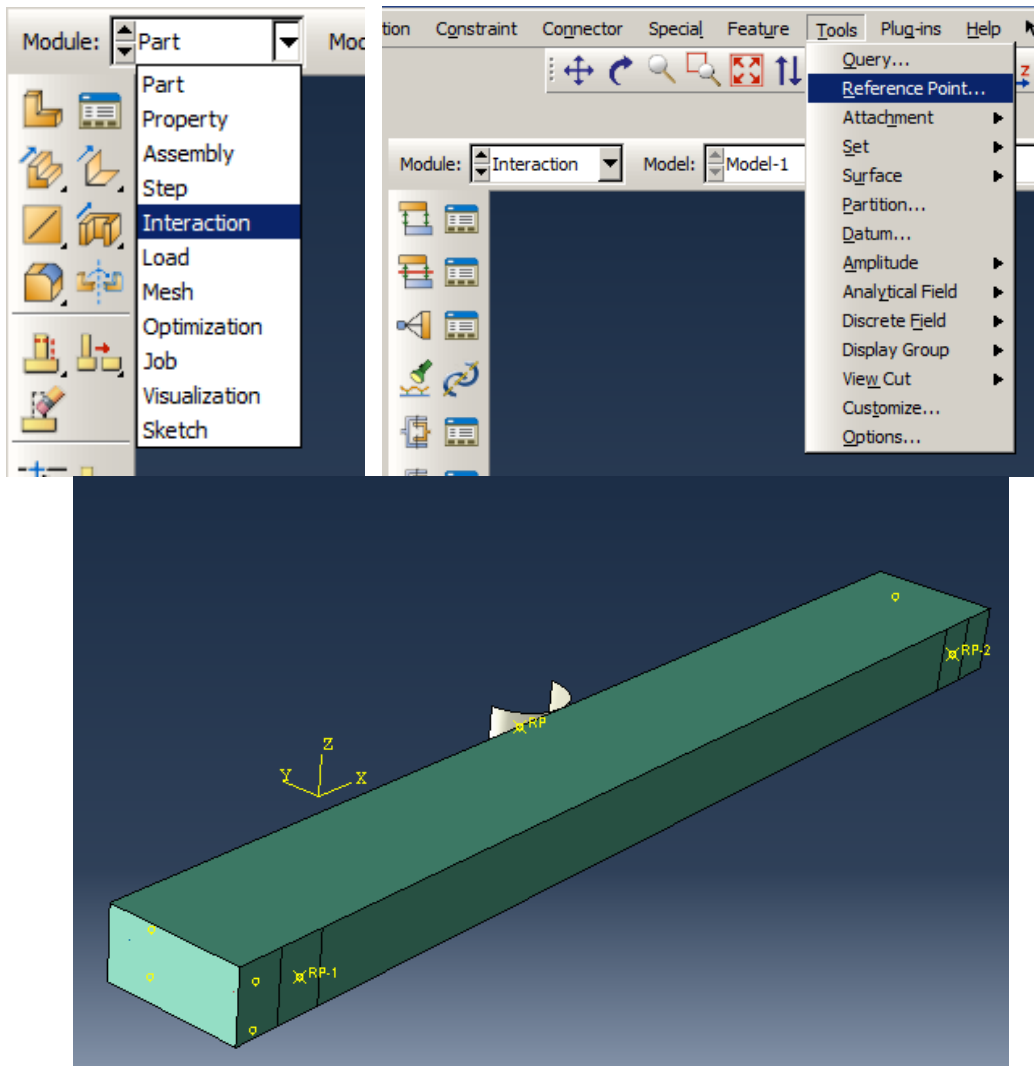 Module: Part Moc
Part
Property
Assembly
Step
Interaction
Load
Mesh
Optimization
Job
Visualization
Sketch
tion Constraint Connector Special Feature Tools Plug-ins Help
Query...
Reference Point...
Attachment
Set
Surface
Partition...
Datum...
Amplitude
Analytical Field
Discrete Field
Display Group
View Cut
Customize...
Options...
Z
Module: Interaction Model: Model-1
RP-2
RP
Z
Y X
RP-1